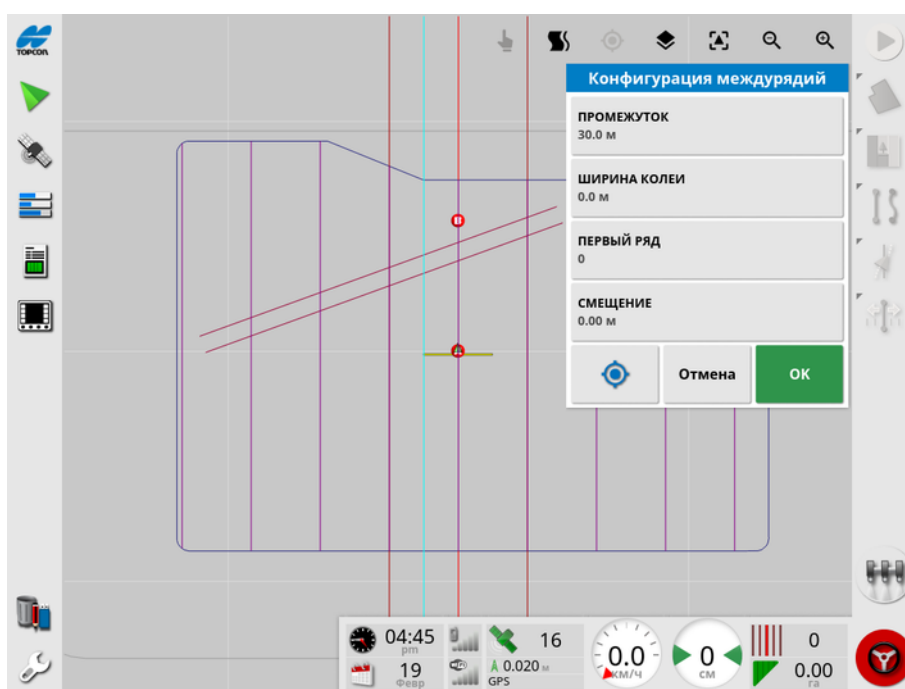 TOPCON
Конфигурация междурядий
ПРОМЕЖУТОК
30.0 м
ШИРИНА КОЛЕИ
0.0 м
ПЕРВЫЙ РЯД
0
СМЕЩЕНИЕ
0.00 м
Отмена
OK
04:45
pm
16
0.0
км/ч
0
см
0
19
Февр
0.020 м
GPS
0.00
га